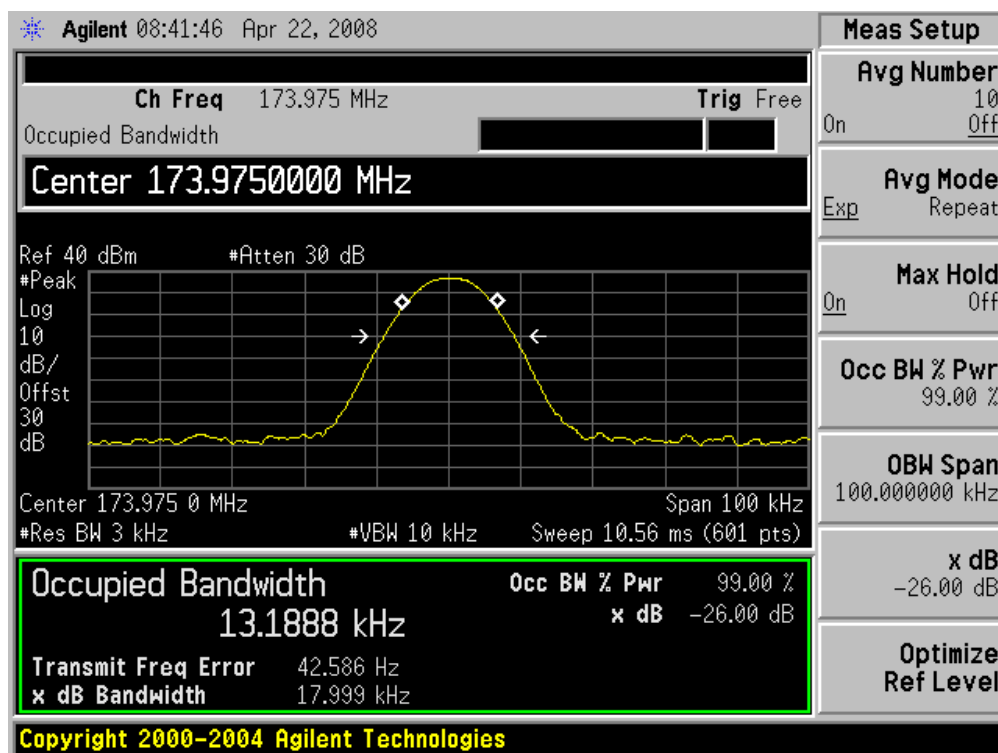 Agilent 08:41:46 Apr 22, 2008
Meas Setup
Ch Freq 173.975 MHz Trig Free
Occupied Bandwidth
Center 173.9750000 MHz
Ref 40 dBm #Atten 30 dB
#Peak
Log
10
dB/
Offst
30
dB
Center 173.975 0 MHz Span 100 kHz
#Res BW 3 kHz #VBW 10 kHz Sweep 10.56 ms (601 pts)
Occupied Bandwidth
13.1888 kHz
Occ BW % Pwr 99.00 %
x dB -26.00 dB
Transmit Freq Error 42.586 Hz
x dB Bandwidth 17.999 kHz
Avg Number
10
On Off
Avg Mode
Exp Repeat
Max Hold
On Off
Occ BW % Pwr
99.00 %
OBW Span
100.000000 kHz
x dB
-26.00 dB
Optimize
Ref Level
Copyright 2000-2004 Agilent Technologies